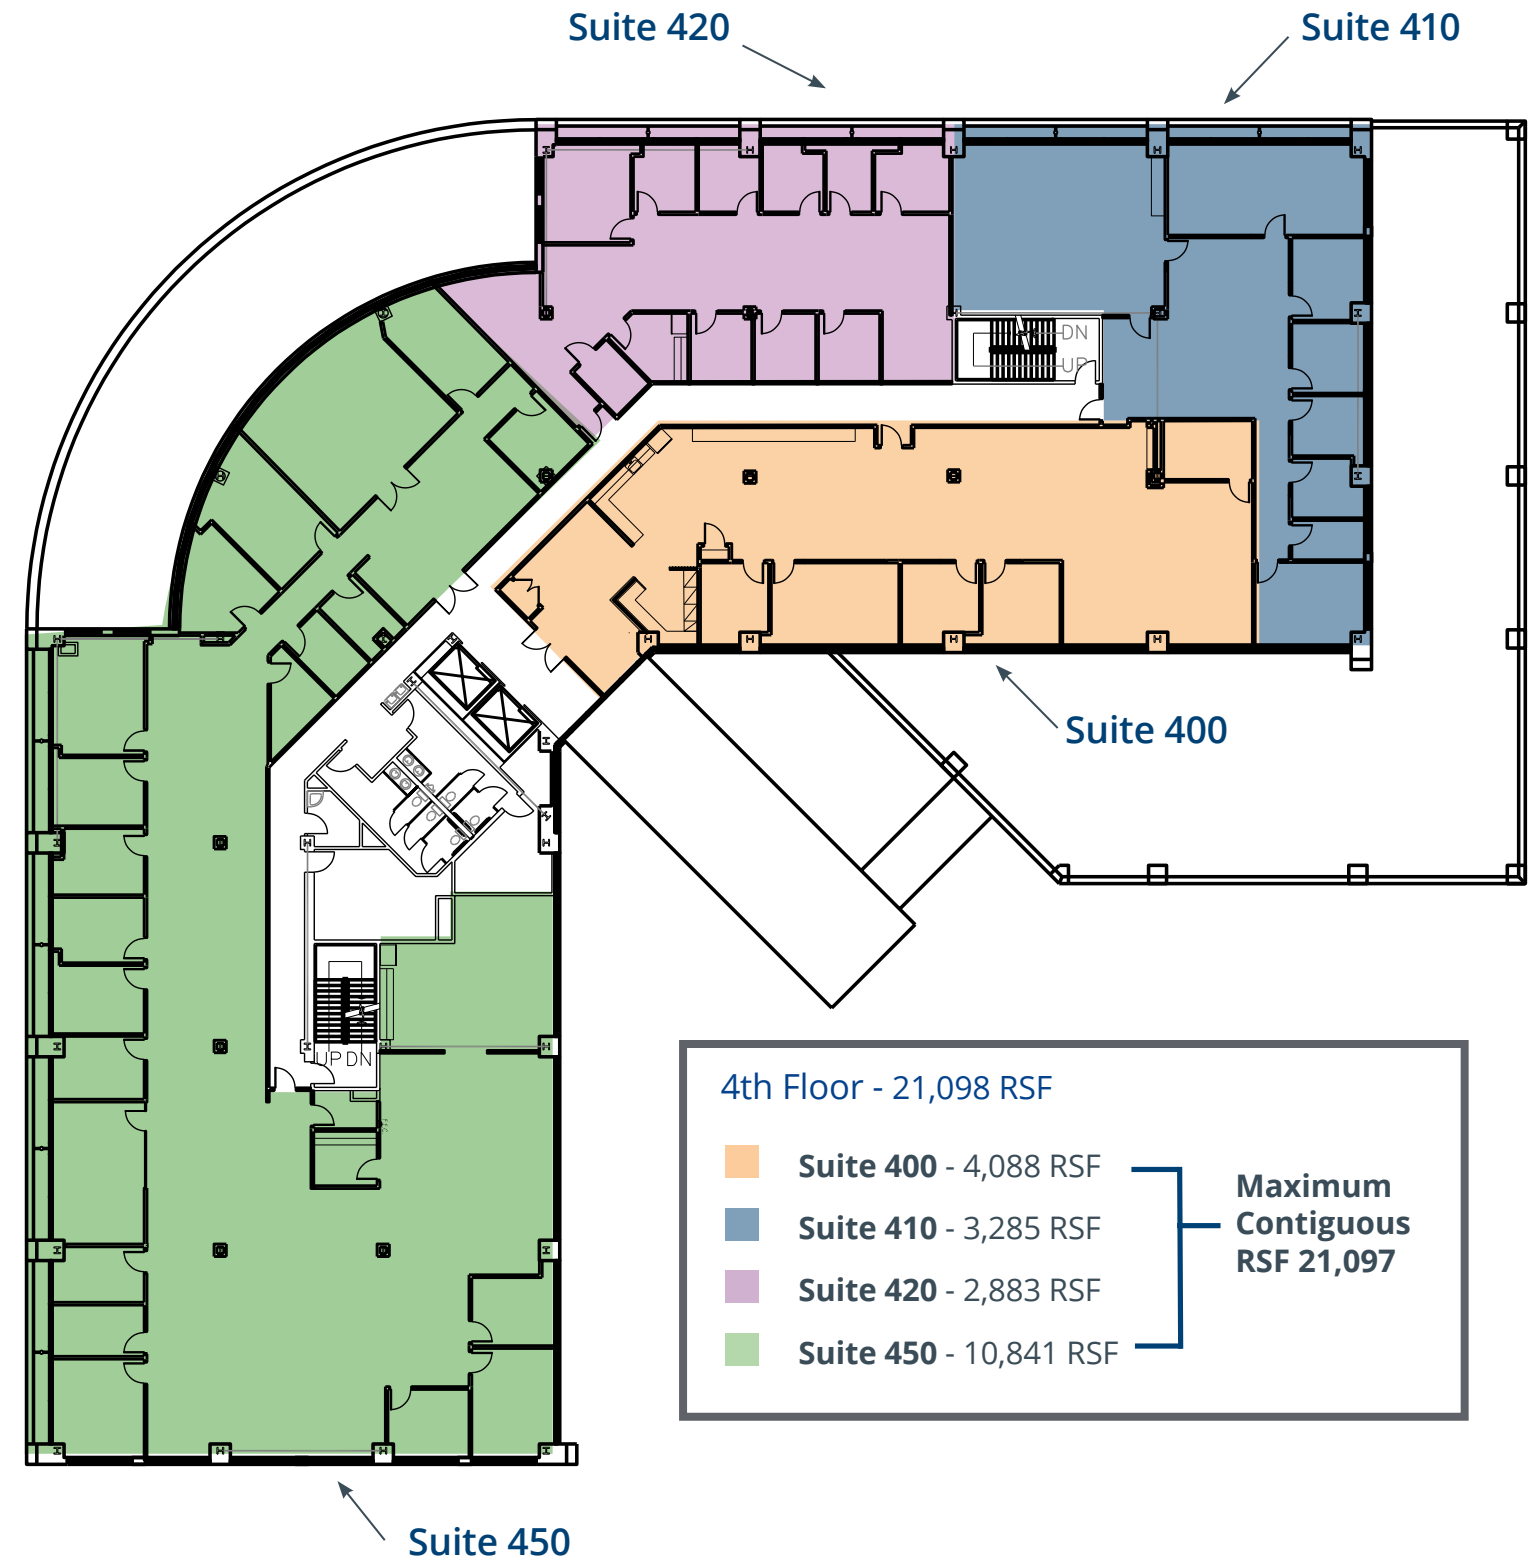 Suite 420
Suite 410
DN
UP
Suite 400
UP DN
4th Floor - 21,098 RSF
Suite 400 - 4,088 RSF
Suite 410 - 3,285 RSF
Suite 420 - 2,883 RSF
Suite 450 - 10,841 RSF
Maximum
Contiguous
RSF 21,097
Suite 450